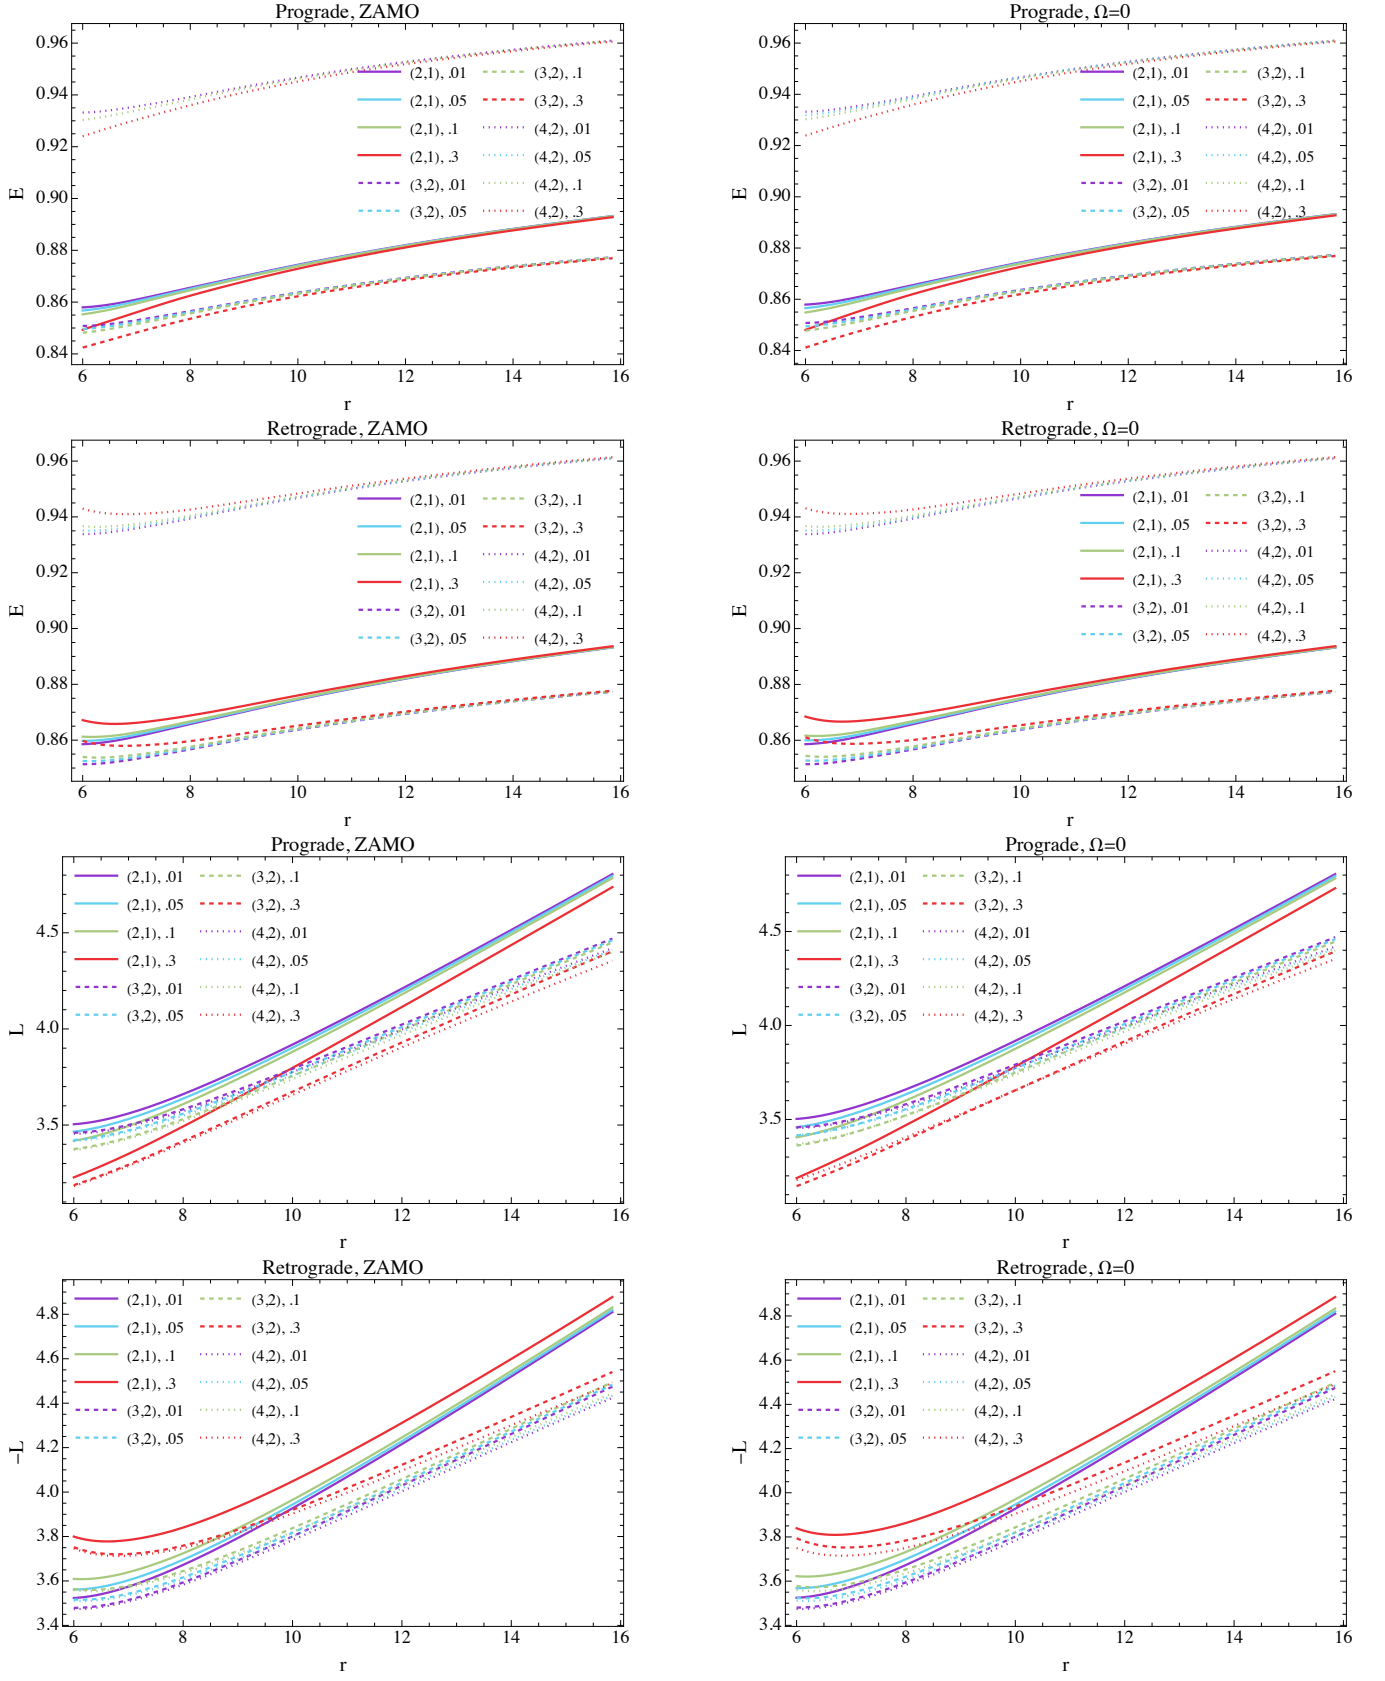 Prograde, ZAMO
E
0.96
0.94
0.92
0.90
0.88
0.86
0.84
(2,1), .01 (3,2), .1
(2,1), .05 (3,2), .3
(2,1), .1 (4,2), .01
(2,1), .3 (4,2), .05
(3,2), .01 (4,2), .1
(3,2), .05 (4,2), .3
6 8 10 12 14 16
r
Prograde, Ω=0
E
0.96
0.94
0.92
0.90
0.88
0.86
0.84
(2,1), .01 (3,2), .1
(2,1), .05 (3,2), .3
(2,1), .1 (4,2), .01
(2,1), .3 (4,2), .05
(3,2), .01 (4,2), .1
(3,2), .05 (4,2), .3
6 8 10 12 14 16
r
Retrograde, ZAMO
E
0.96
0.94
0.92
0.90
0.88
0.86
(2,1), .01 (3,2), .1
(2,1), .05 (3,2), .3
(2,1), .1 (4,2), .01
(2,1), .3 (4,2), .05
(3,2), .01 (4,2), .1
(3,2), .05 (4,2), .3
6 8 10 12 14 16
r
Retrograde, Ω=0
E
0.96
0.94
0.92
0.90
0.88
0.86
(2,1), .01 (3,2), .1
(2,1), .05 (3,2), .3
(2,1), .1 (4,2), .01
(2,1), .3 (4,2), .05
(3,2), .01 (4,2), .1
(3,2), .05 (4,2), .3
6 8 10 12 14 16
r
Prograde, ZAMO
L
4.5
4.0
3.5
(2,1), .01 (3,2), .1
(2,1), .05 (3,2), .3
(2,1), .1 (4,2), .01
(2,1), .3 (4,2), .05
(3,2), .01 (4,2), .1
(3,2), .05 (4,2), .3
6 8 10 12 14 16
r
Prograde, Ω=0
L
4.5
4.0
3.5
(2,1), .01 (3,2), .1
(2,1), .05 (3,2), .3
(2,1), .1 (4,2), .01
(2,1), .3 (4,2), .05
(3,2), .01 (4,2), .1
(3,2), .05 (4,2), .3
6 8 10 12 14 16
r
Retrograde, ZAMO
−L
4.8
4.6
4.4
4.2
4.0
3.8
3.6
3.4
(2,1), .01 (3,2), .1
(2,1), .05 (3,2), .3
(2,1), .1 (4,2), .01
(2,1), .3 (4,2), .05
(3,2), .01 (4,2), .1
(3,2), .05 (4,2), .3
6 8 10 12 14 16
r
Retrograde, Ω=0
−L
4.8
4.6
4.4
4.2
4.0
3.8
3.6
3.4
(2,1), .01 (3,2), .1
(2,1), .05 (3,2), .3
(2,1), .1 (4,2), .01
(2,1), .3 (4,2), .05
(3,2), .01 (4,2), .1
(3,2), .05 (4,2), .3
6 8 10 12 14 16
r